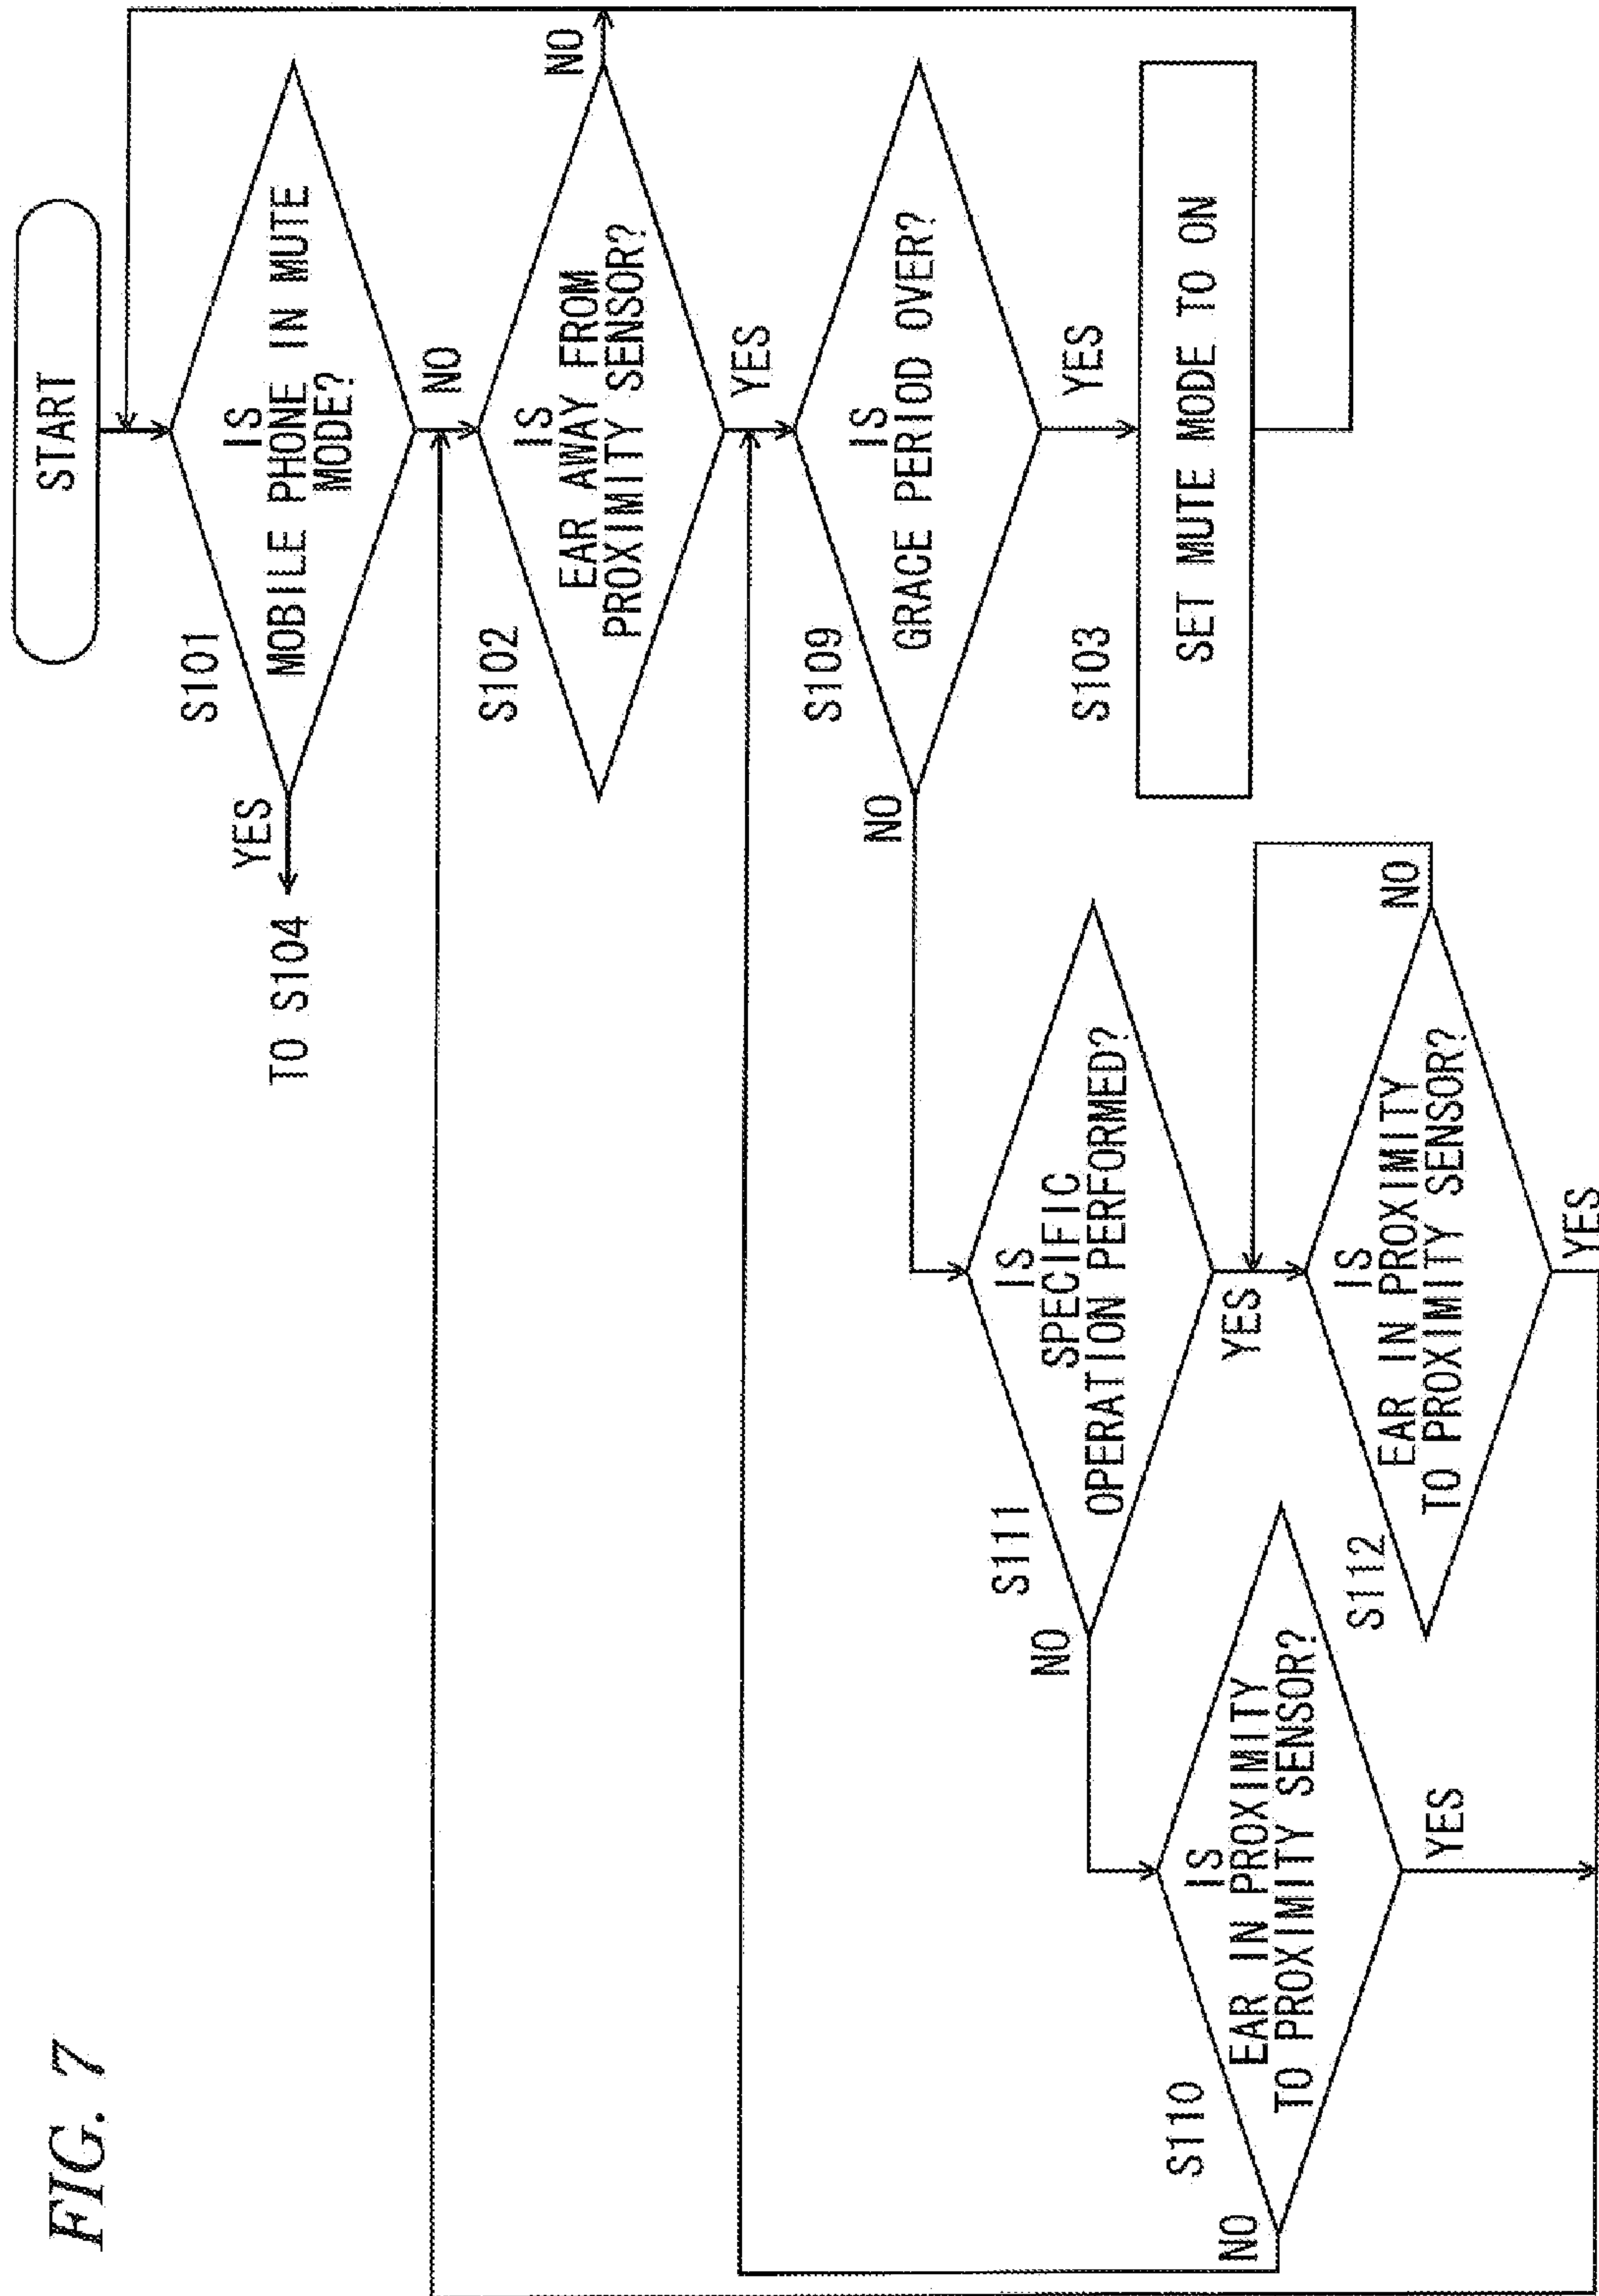 FIG. 7
START
S101
IS
MOBILE PHONE IN MUTE
MODE?
YES
TO S104
NO
S102
IS
EAR AWAY FROM
PROXIMITY SENSOR?
NO
YES
S109
IS
GRACE PERIOD OVER?
NO
YES
S103
SET MUTE MODE TO ON
S111
IS
SPECIFIC
OPERATION PERFORMED?
NO
YES
S110
IS
EAR IN PROXIMITY
TO PROXIMITY SENSOR?
NO
YES
S112
IS
EAR IN PROXIMITY
TO PROXIMITY SENSOR?
NO
YES